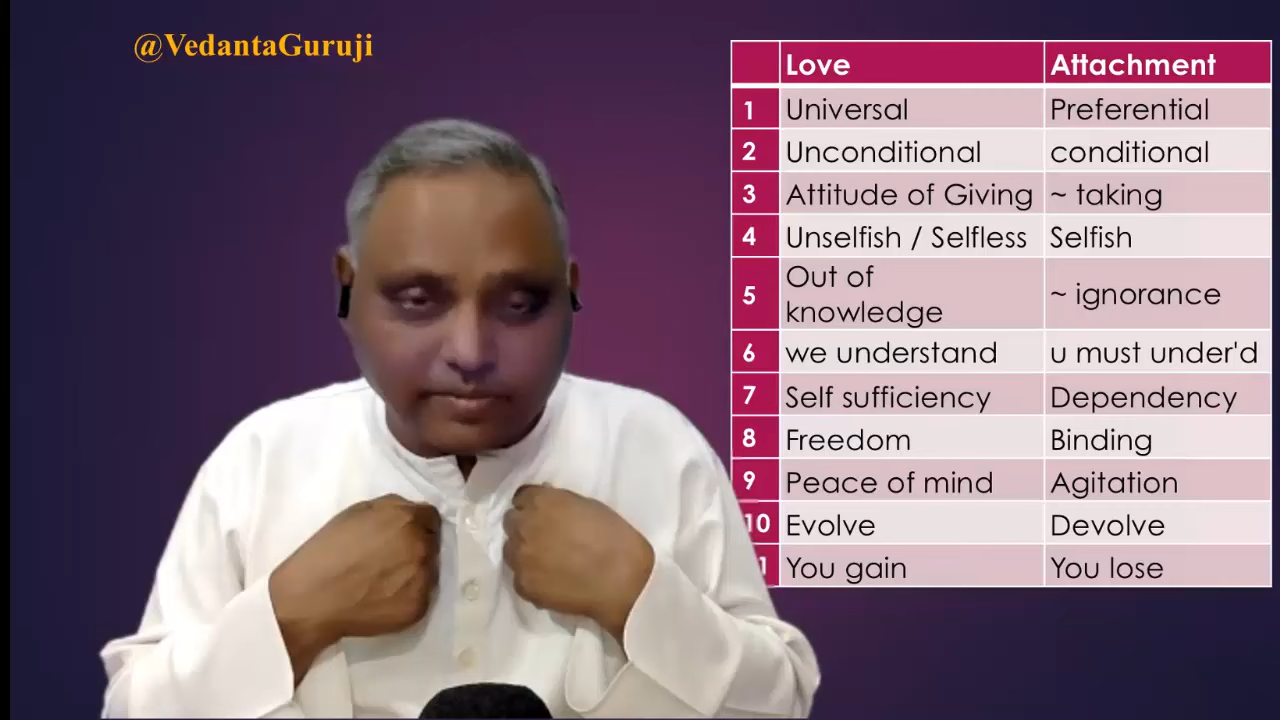 @VedantaGuruji
Love Attachment
1 Universal Preferential
2 Unconditional conditional
3 Attitude of Giving ~ taking
4 Unselfish / Selfless Selfish
5 Out of
knowledge ~ ignorance
6 we understand u must under'd
7 Self sufficiency Dependency
8 Freedom Binding
9 Peace of mind Agitation
10 Evolve Devolve
1 You gain You lose